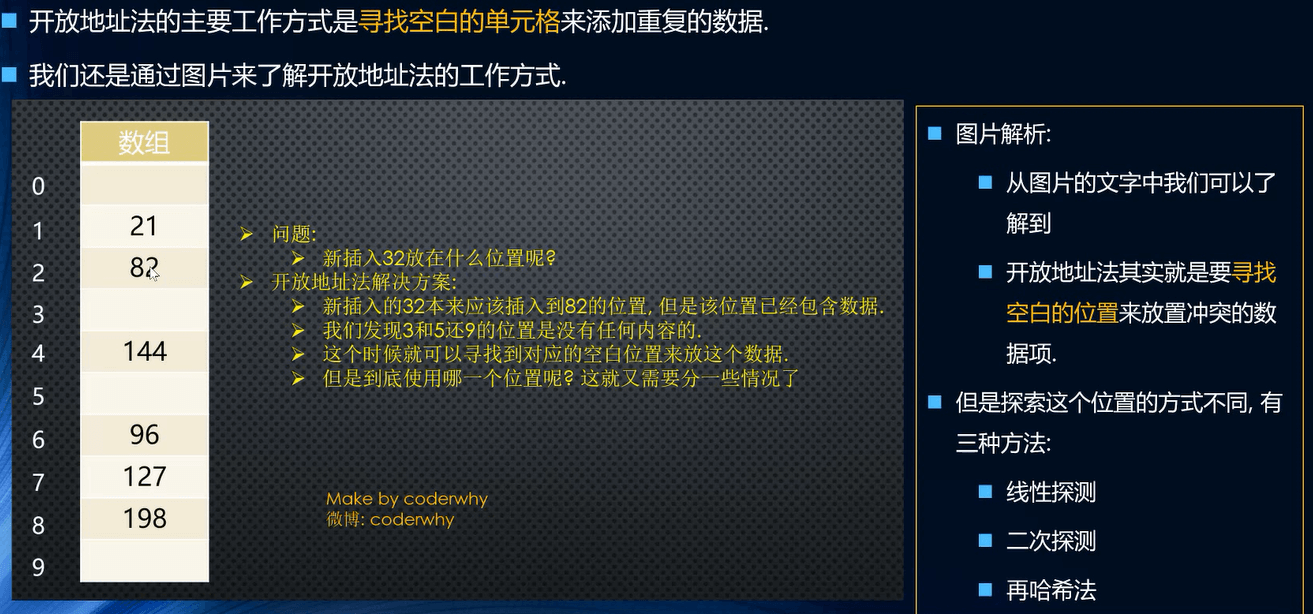 开放地址法的主要工作方式是寻找空白的单元格来添加重复的数据.
我们还是通过图片来了解开放地址法的工作方式.
数组
0
1 21
2 82
3
4 144
5
6 96
7 127
8 198
9
问题:
新插入32放在什么位置呢?
开放地址法解决方案:
新插入的32本来应该插入到82的位置, 但是该位置已经包含数据.
我们发现3和5还9的位置是没有任何内容的.
这个时候就可以寻找到对应的空白位置来放这个数据.
但是到底使用哪一个位置呢? 这就又需要分一些情况了
Make by coderwhy
微博: coderwhy
图片解析:
从图片的文字中我们可以了
解到
开放地址法其实就是要寻找
空白的位置来放置冲突的数
据项.
但是探索这个位置的方式不同, 有
三种方法:
线性探测
二次探测
再哈希法